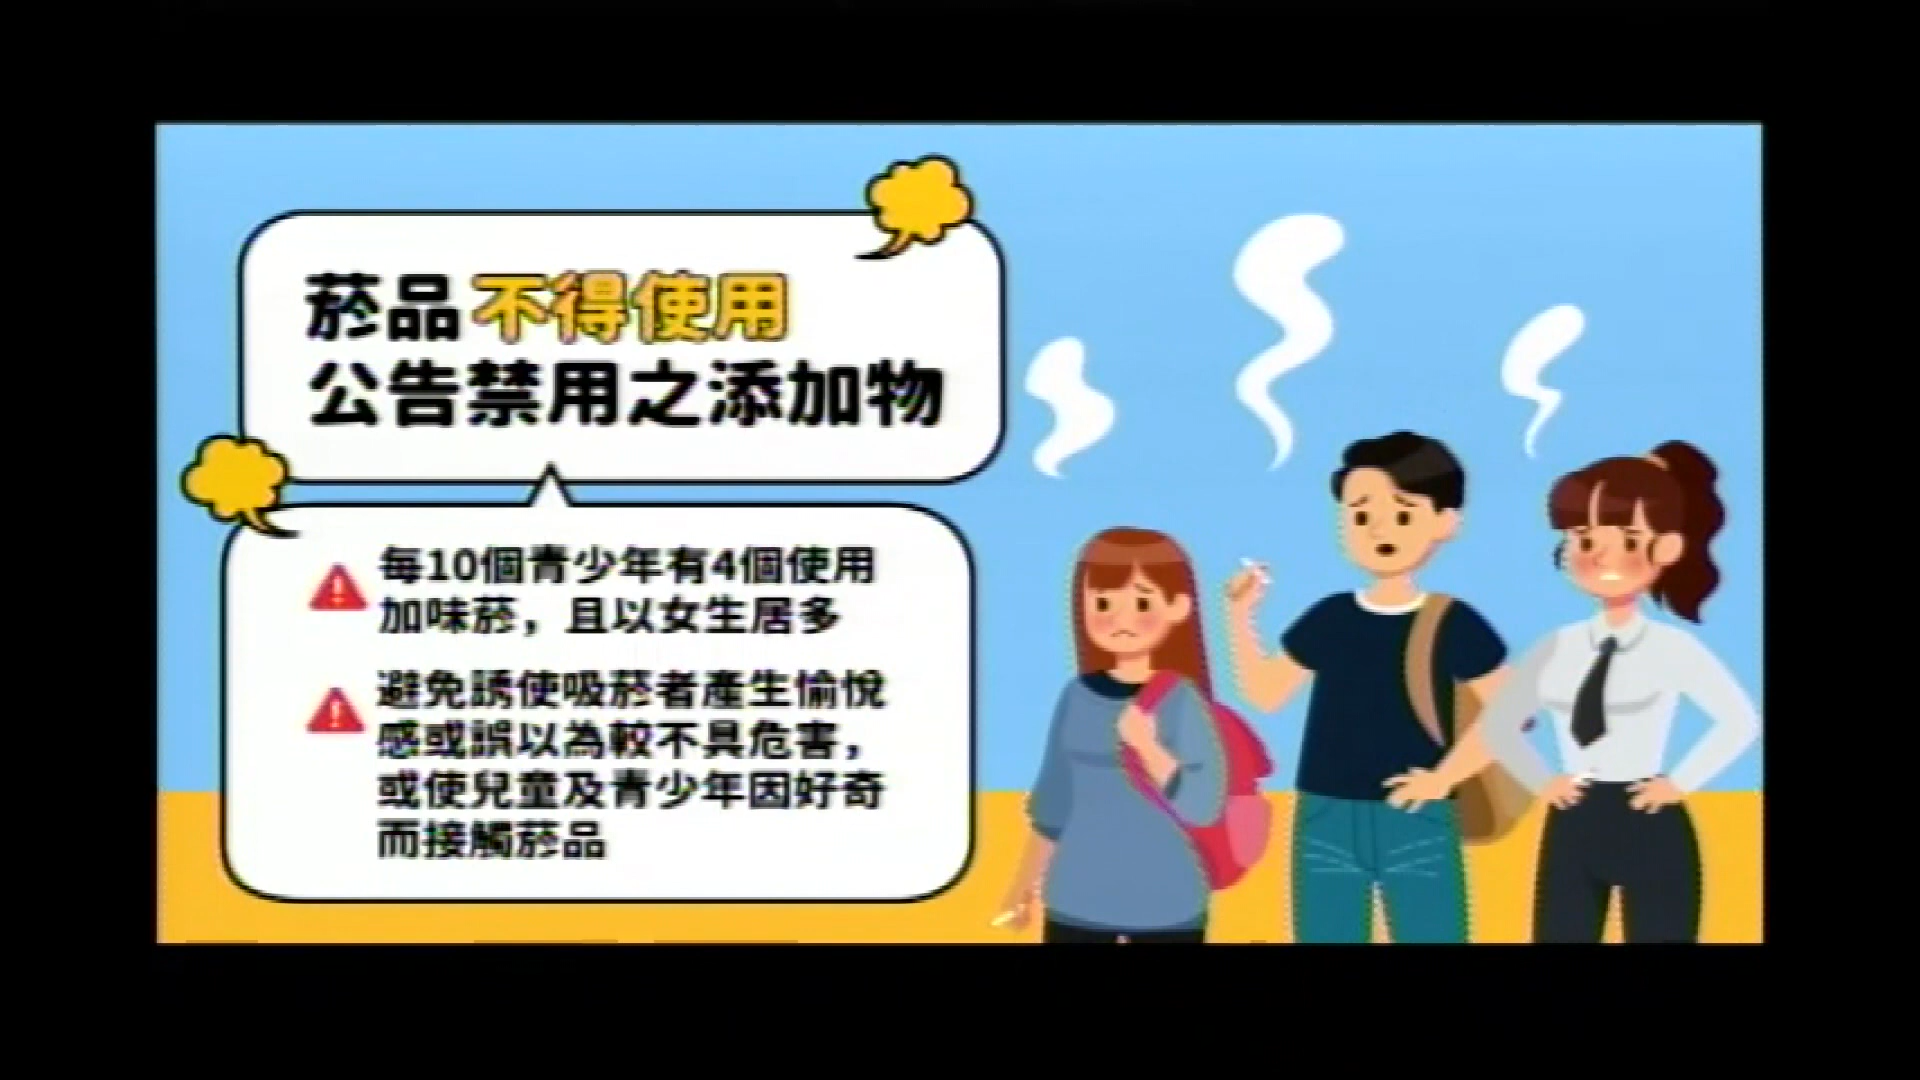 菸品不得使用
公告禁用之添加物
每10個青少年有4個使用
加味菸，且以女生居多
避免誘使吸菸者產生愉悅
感或誤以為較不具危害，
或使兒童及青少年因好奇
而接觸菸品